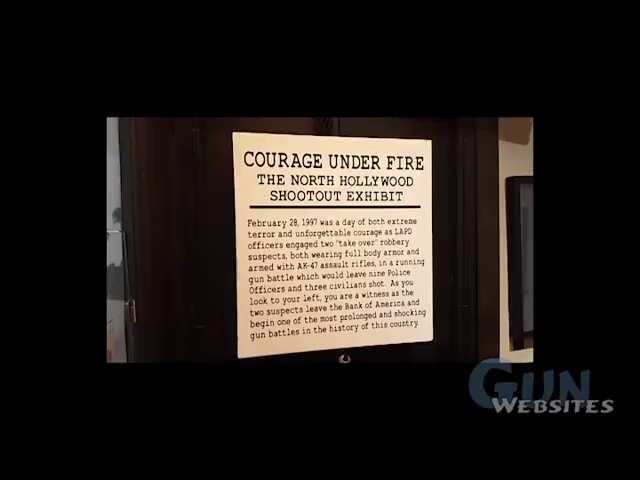 COURAGE UNDER FIRE
THE NORTH HOLLYWOOD
SHOOTOUT EXHIBIT
February 28, 1997 was a day of both extreme
terror and unforgettable courage as LAPD
officers engaged two "take over" robbery
suspects, both wearing full body armor and
armed with AK-47 assault rifles, in a running
gun battle which would leave nine Police
Officers and three civilians shot. As you
look to your left, you are a witness as the
two suspects leave the Bank of America and
begin one of the most prolonged and shocking
gun battles in the history of this country
GUN
WEBSITES